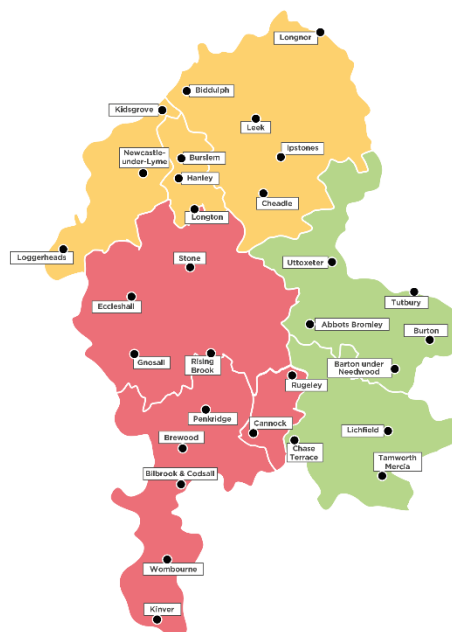 Longnor
Biddulph
Kidsgrove
Leek
Newcastle-
under-Lyme
Burslem
Ipstones
Hanley
Cheadle
Longton
Loggerheads
Stone
Uttoxeter
Eccleshall
Tutbury
Abbots Bromley
Burton
Gnosall
Rising
Brook
Barton under
Needwood
Rugeley
Penkridge
Cannock
Brewood
Chase
Terrace
Lichfield
Tamworth
Mercia
Bilbrook & Codsall
Wombourne
Kinver